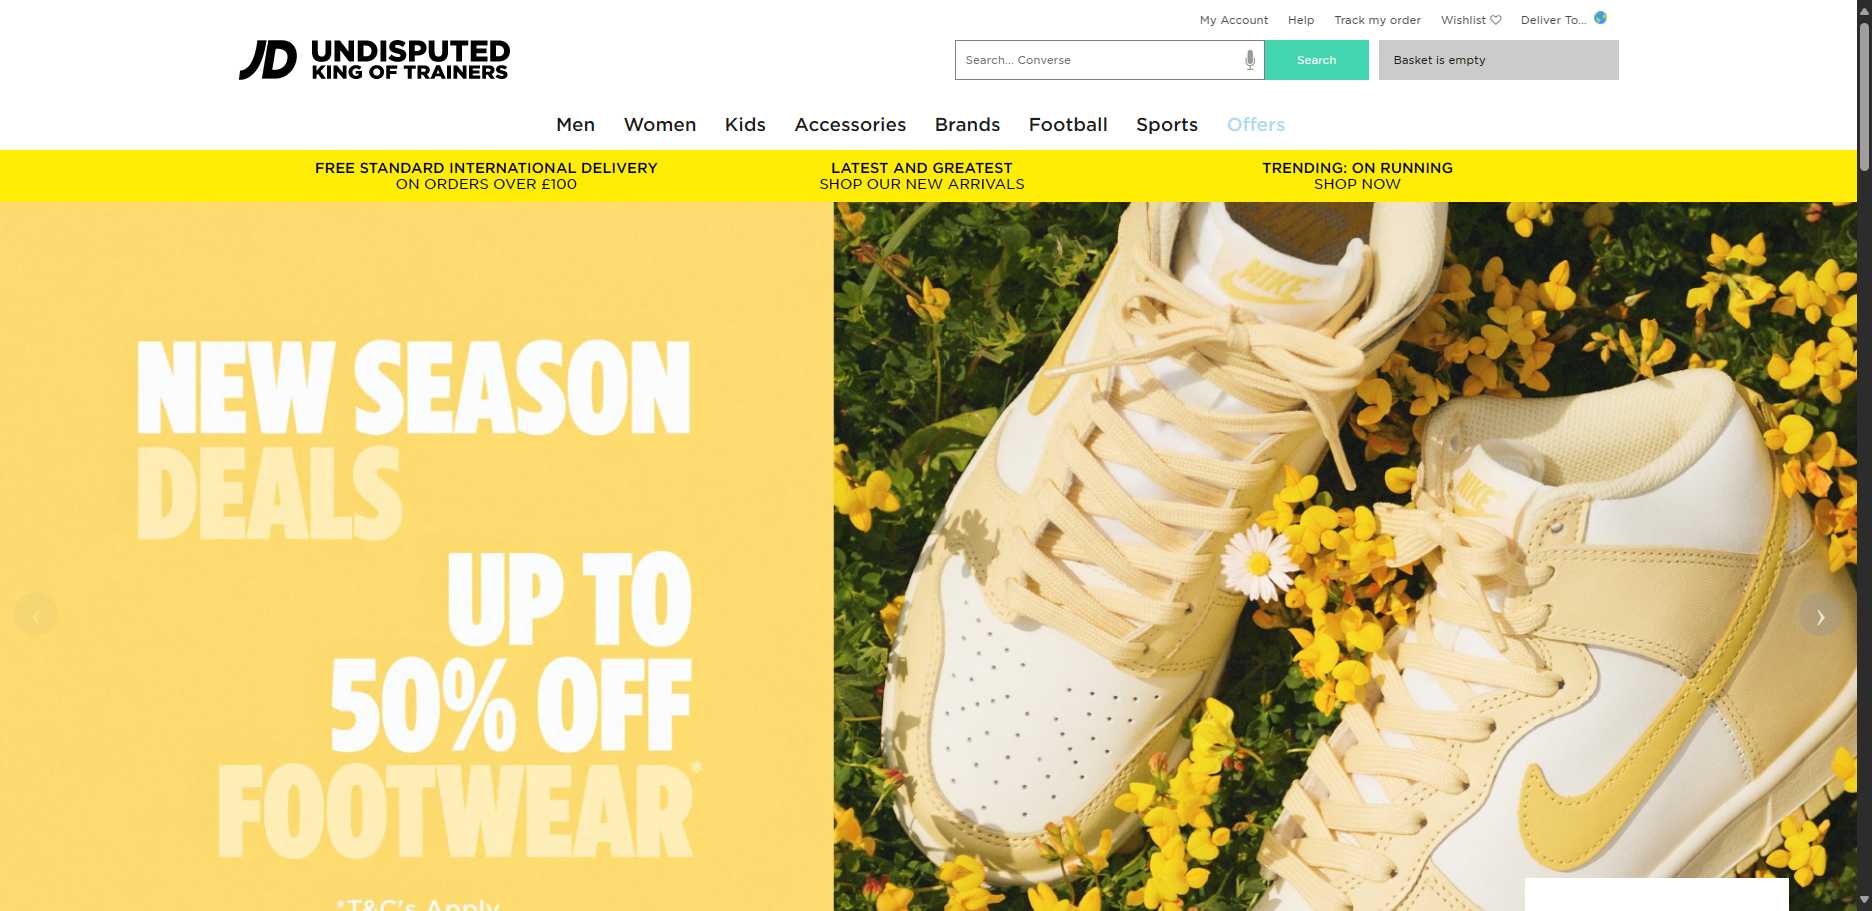 My Account Help Track my order Wishlist Deliver To...
JD UNDISPUTED
KING OF TRAINERS
Search... Converse Search Basket is empty
Men Women Kids Accessories Brands Football Sports Offers
FREE STANDARD INTERNATIONAL DELIVERY
ON ORDERS OVER £100
LATEST AND GREATEST
SHOP OUR NEW ARRIVALS
TRENDING: ON RUNNING
SHOP NOW
NEW SEASON
DEALS
UP TO
50% OFF
FOOTWEAR*
*T&C's Apply
NIKE
NIKE